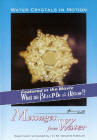 WATER CRYSTALS IN MOTION
Featured in the Movie
What the Bleep Do we Know!?
Messages
from Water